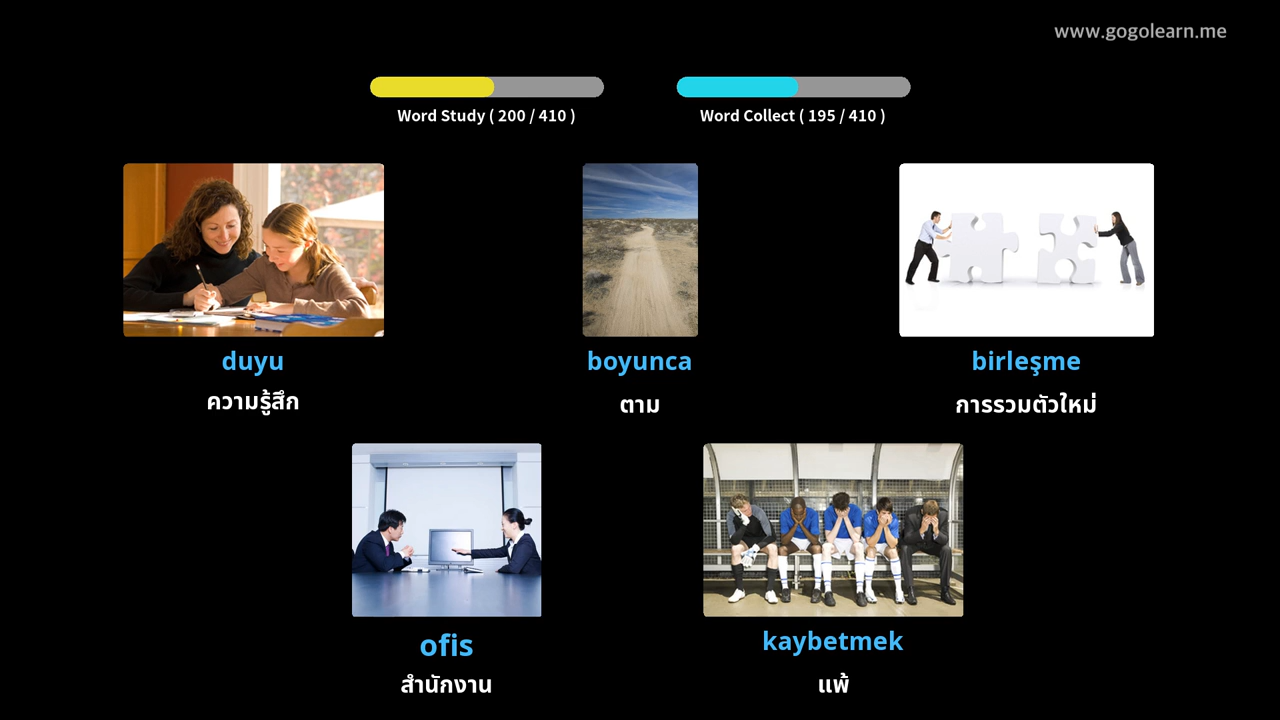 www.gogolearn.me
Word Study ( 200 / 410 )
Word Collect ( 195 / 410 )
duyu
boyunca
birleşme
ความรู้สึก
ตาม
การรวมตัวใหม่
ofis
kaybetmek
สำนักงาน
แพ้